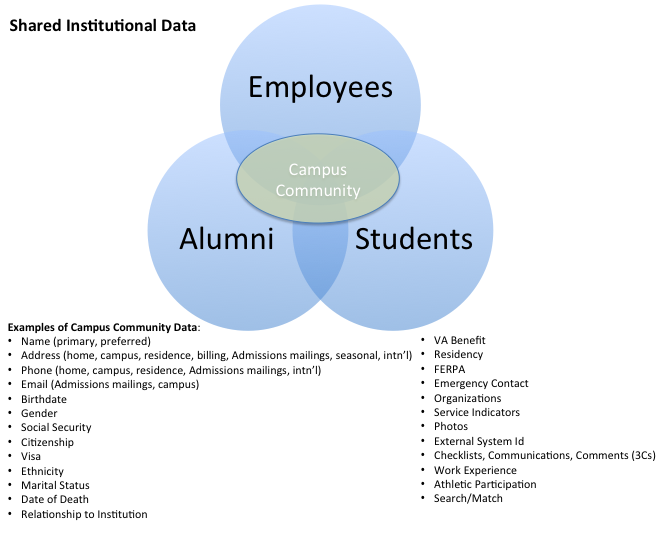 Shared Institutional Data
Employees
Campus
Community
Alumni
Students
Examples of Campus Community Data:
• Name (primary, preferred)
• Address (home, campus, residence, billing, Admissions mailings, seasonal, intn’l)
• Phone (home, campus, residence, Admissions mailings, intn’l)
• Email (Admissions mailings, campus)
• Birthdate
• Gender
• Social Security
• Citizenship
• Visa
• Ethnicity
• Marital Status
• Date of Death
• Relationship to Institution
• VA Benefit
• Residency
• FERPA
• Emergency Contact
• Organizations
• Service Indicators
• Photos
• External System Id
• Checklists, Communications, Comments (3Cs)
• Work Experience
• Athletic Participation
• Search/Match